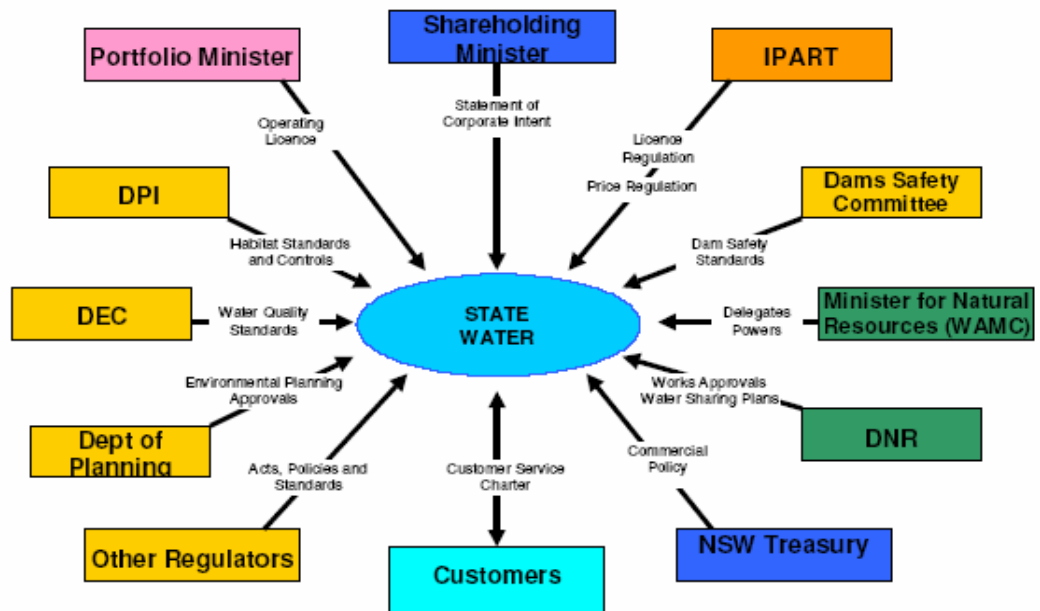 Portfolio Minister
Shareholding
Minister
IPART
Operating
Licence
Statement of
Corporate Intent
Licence
Regulation
Price Regulation
DPI
Dams Safety
Committee
Habitat Standards
and Controls
Dam Safety
Standards
DEC
Water Quality
Standards
STATE
WATER
Delegates
Powers
Minister for Natural
Resources (WAMC)
Environmental Planning
Approvals
Works Approvals
Water Sharing Plans
Dept of
Planning
DNR
Acts, Policies and
Standards
Customer Service
Charter
Commercial
Policy
Other Regulators
Customers
NSW Treasury